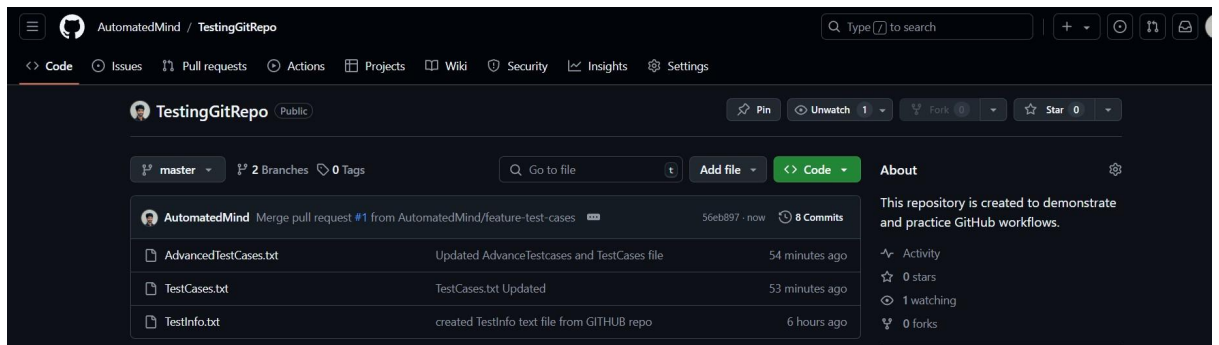 AutomatedMind / TestingGitRepo
Type / to search
Code Issues Pull requests Actions Projects Wiki Security Insights Settings
TestingGitRepo Public
Pin Unwatch 1 Fork 0 Star 0
master 2 Branches 0 Tags Go to file t Add file Code
About
AutomatedMind Merge pull request #1 from AutomatedMind/feature-test-cases 56eb897 · now 8 Commits
This repository is created to demonstrate
and practice GitHub workflows.
AdvancedTestCases.txt Updated AdvanceTestcases and TestCases file 54 minutes ago
TestCases.txt TestCases.txt Updated 53 minutes ago
TestInfo.txt created TestInfo text file from GITHUB repo 6 hours ago
Activity
0 stars
1 watching
0 forks